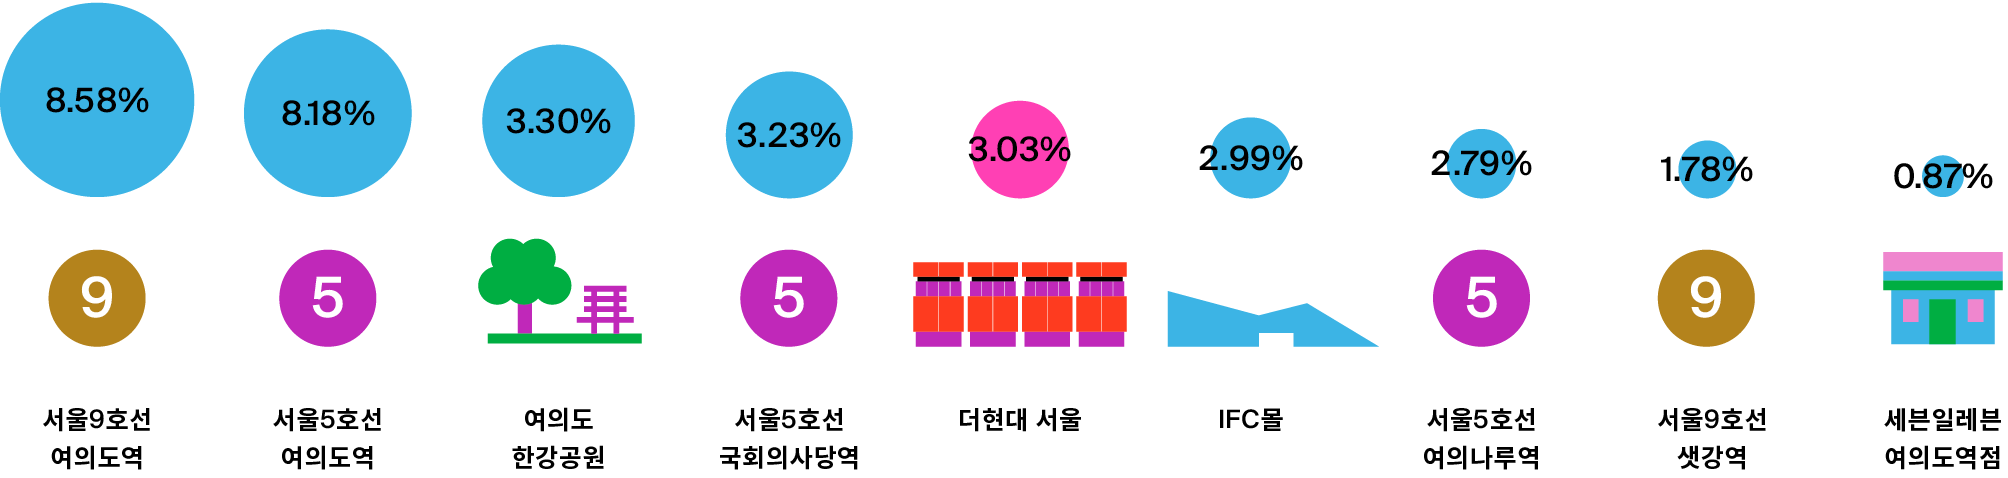 8.58%
8.18%
3.30%
3.23%
3.03%
2.99%
2.79%
1.78%
0.87%
9
5
5
5
9
서울9호선
여의도역
서울5호선
여의도역
여의도
한강공원
서울5호선
국회의사당역
더현대 서울
IFC몰
서울5호선
여의나루역
서울9호선
샛강역
세븐일레븐
여의도역점